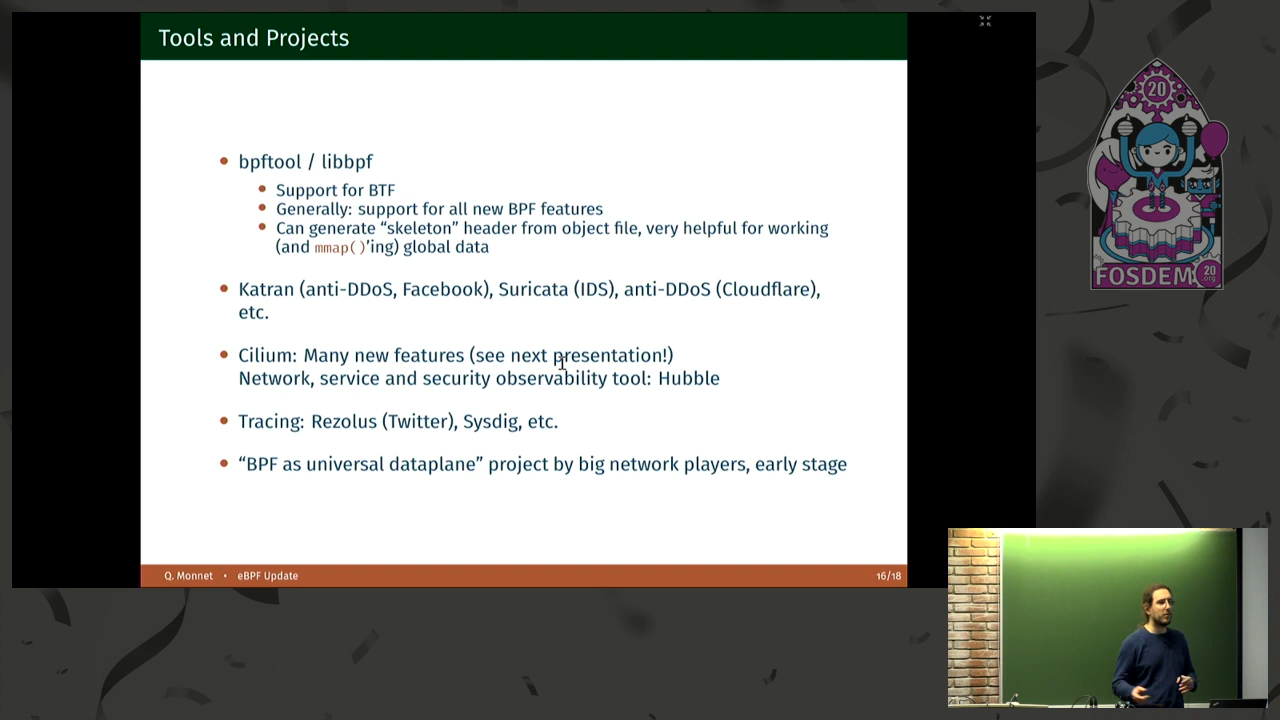 Tools and Projects
bpftool / libbpf
Support for BTF
Generally: support for all new BPF features
Can generate “skeleton” header from object file, very helpful for working
(and mmap()’ing) global data
Katran (anti-DDoS, Facebook), Suricata (IDS), anti-DDoS (Cloudflare),
etc.
Cilium: Many new features (see next presentation!)
Network, service and security observability tool: Hubble
Tracing: Rezolus (Twitter), Sysdig, etc.
“BPF as universal dataplane” project by big network players, early stage
Q. Monnet • eBPF Update
16/18
20
FOSDEM
20
.org